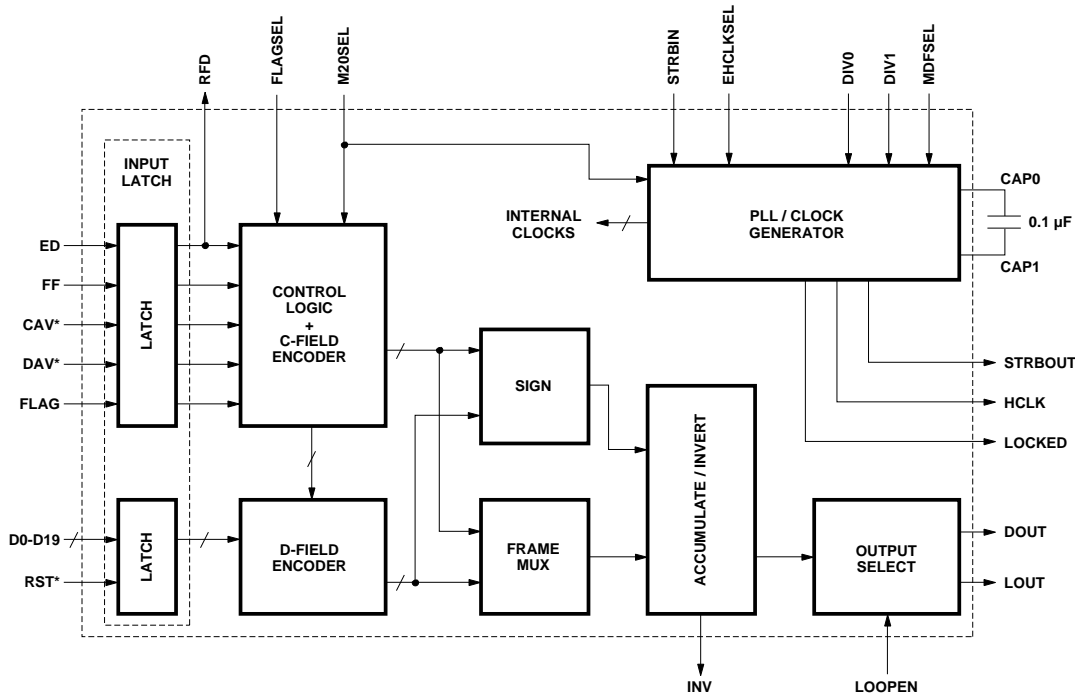 RFD
FLAGSEL
M20SEL
STRBIN
EHCLKSEL
DIV0
DIV1
MDFSEL
INPUT
LATCH
ED
FF
CAV*
DAV*
FLAG
LATCH
CONTROL
LOGIC
+
C-FIELD
ENCODER
INTERNAL
CLOCKS
PLL / CLOCK
GENERATOR
CAP0
0.1 µF
CAP1
SIGN
STRBOUT
HCLK
LOCKED
D0-D19
RST*
LATCH
D-FIELD
ENCODER
FRAME
MUX
ACCUMULATE / INVERT
OUTPUT
SELECT
DOUT
LOUT
INV
LOOPEN